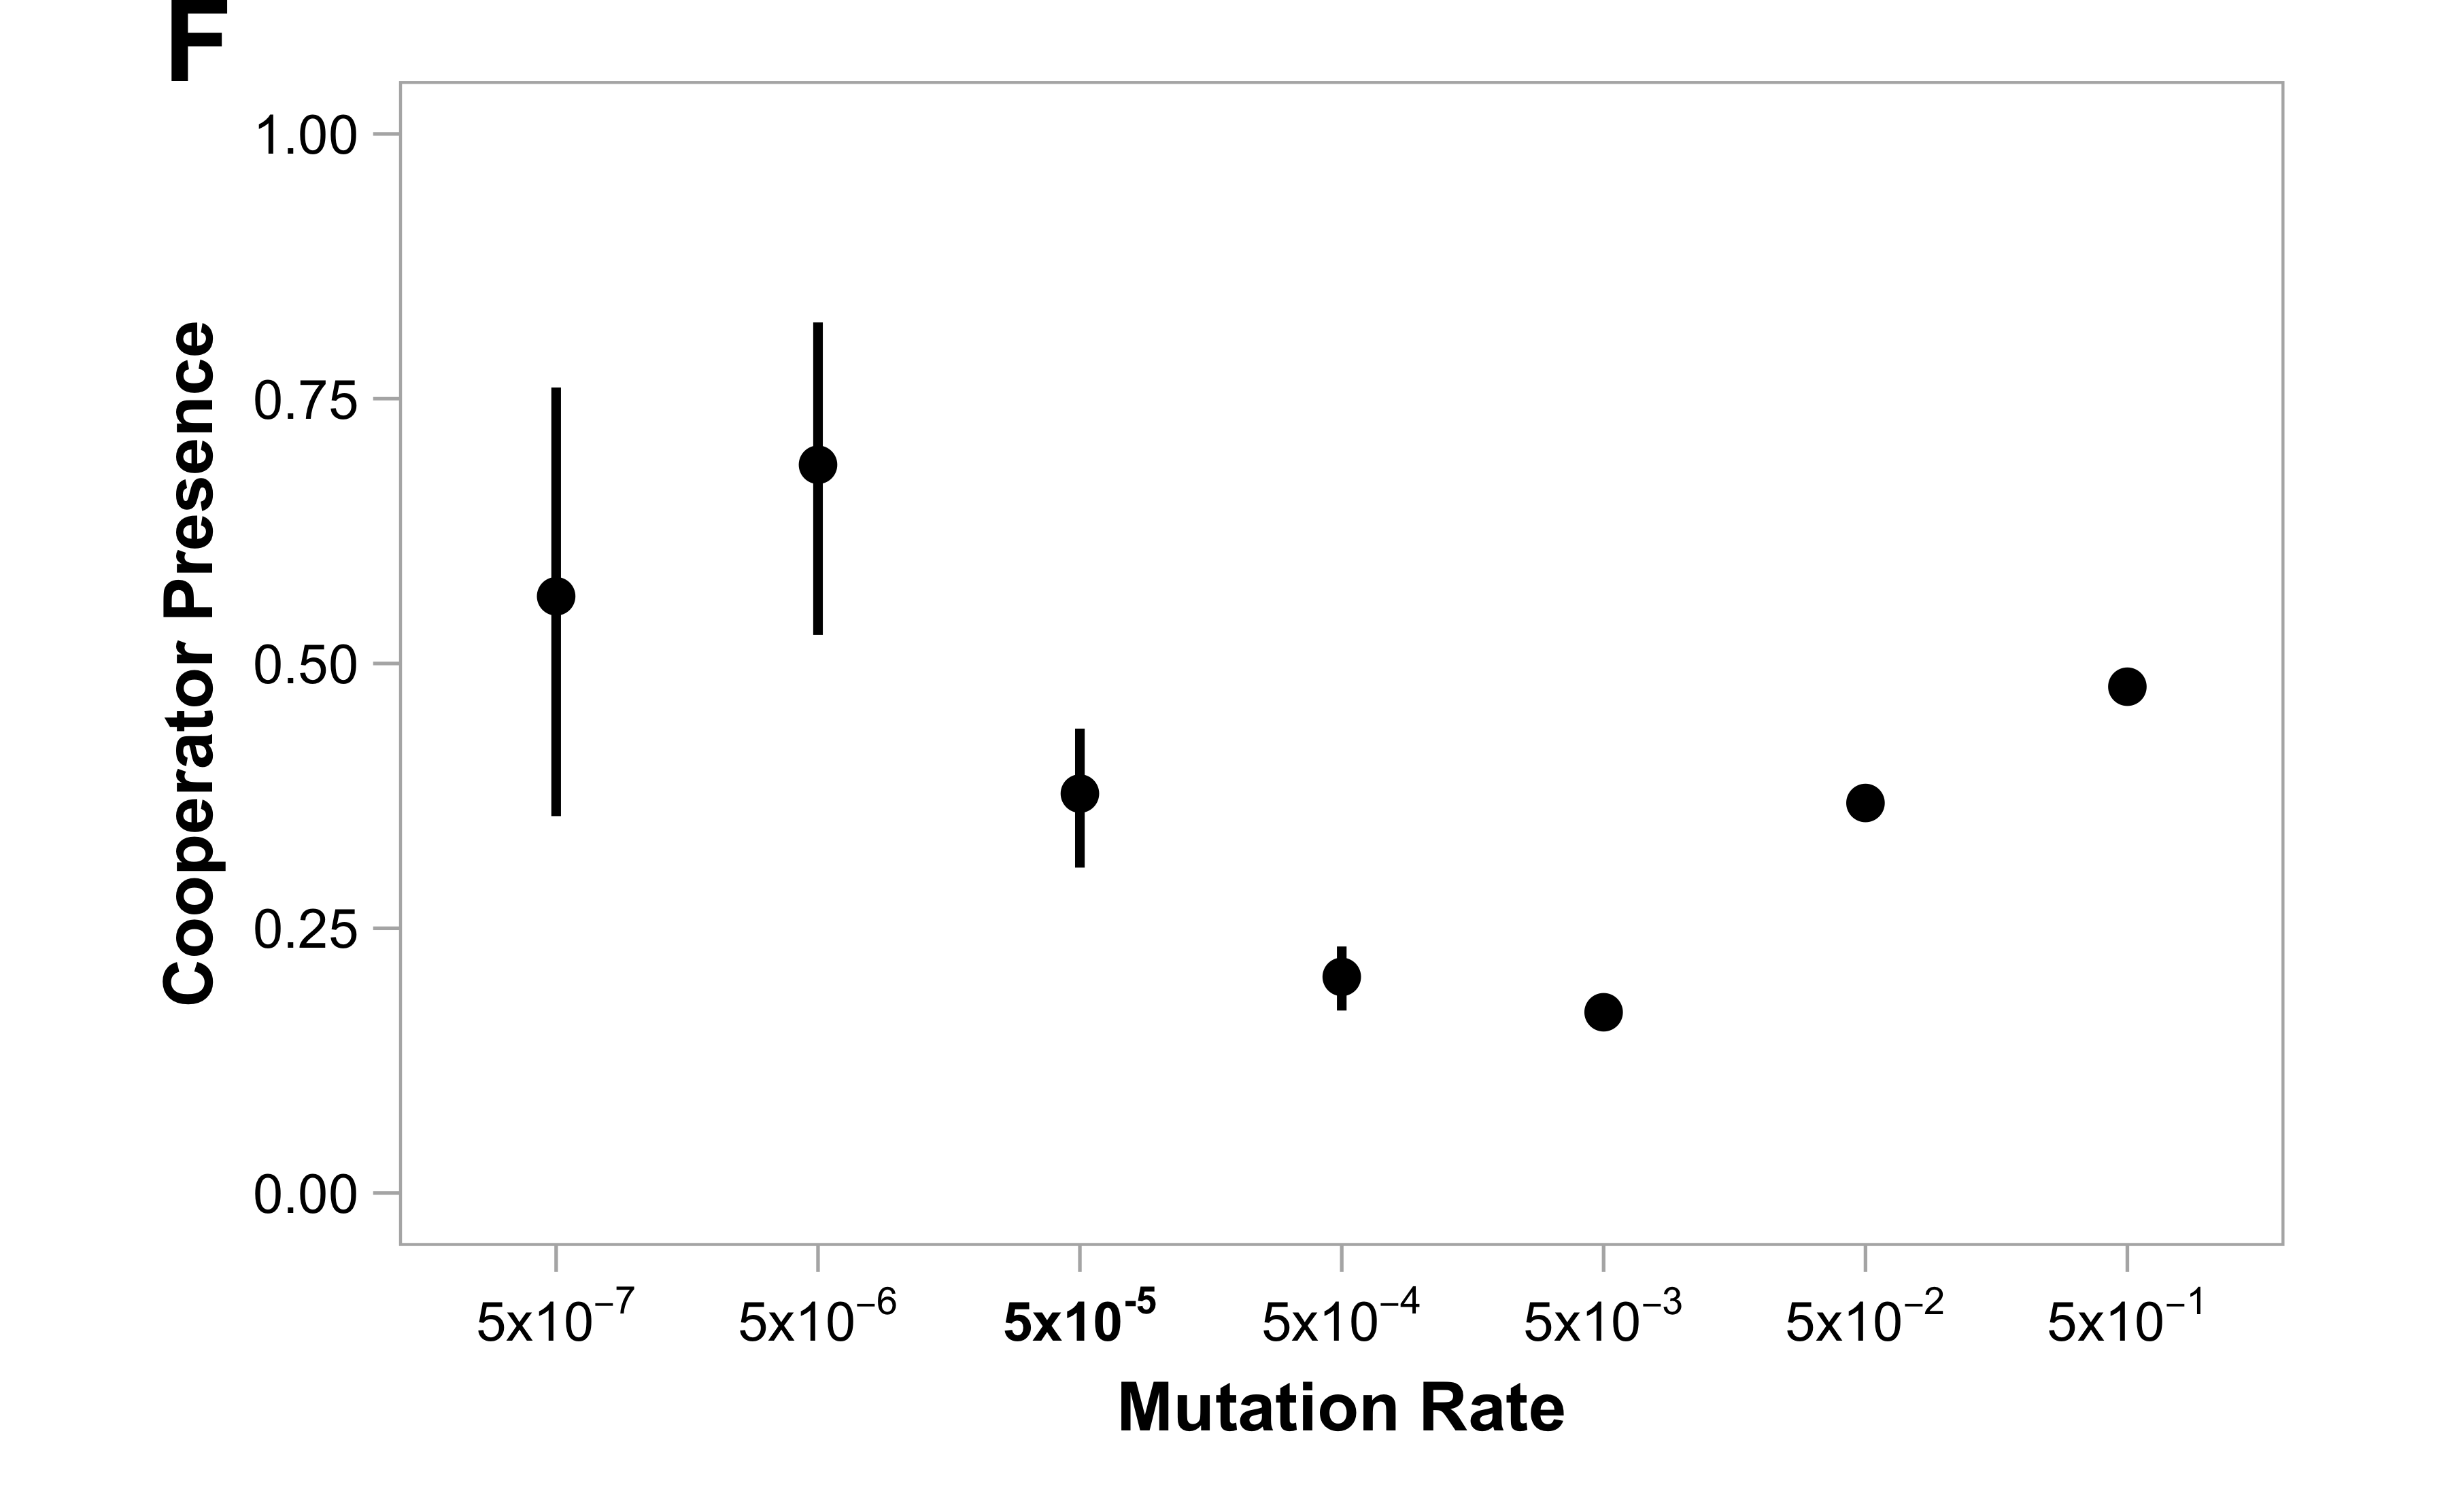 F
1.00
0.75
0.50
0.25
0.00
Cooperator Presence
5x10⁻⁷ 5x10⁻⁶ 5x10⁻⁵ 5x10⁻⁴ 5x10⁻³ 5x10⁻² 5x10⁻¹
Mutation Rate